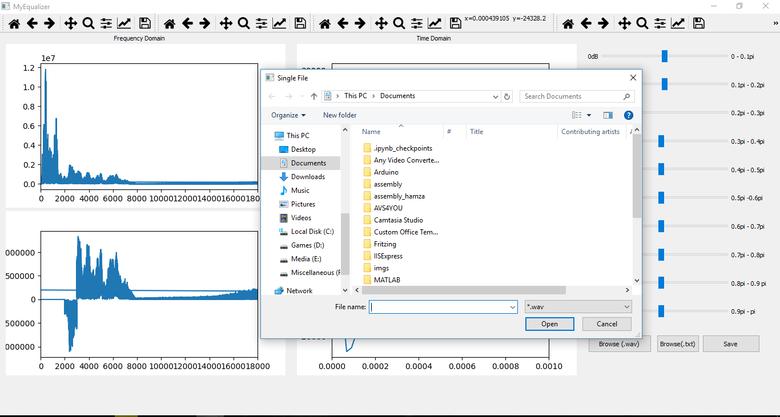 MyEqualizer
x=0.000439105 y=-24328.2
Frequency Domain
Time Domain
1e7
1.2
1.0
0.8
0.6
0.4
0.2
0.0
0 2000 4000 6000 8000 10000 12000 14000 16000 18000
0
0 2000 4000 6000 8000 10000 12000 14000 16000 18000
0.0000 0.0002 0.0004 0.0006 0.0008 0.0010
Single File
This PC > Documents
Search Documents
Organize
New folder
This PC
Desktop
Documents
Downloads
Music
Pictures
Videos
Local Disk (C:)
Games (D:)
Media (E:)
Network
Name
#
Title
Contributing artists
.ipynb_checkpoints
Any Video Converte...
Arduino
assembly
assembly_hamza
AVS4YOU
Camtasia Studio
Custom Office Tem...
Fritzing
IISExpress
imgs
MATLAB
File name:
*.wav
Open
Cancel
0dB
0 - 0.1pi
0.1pi - 0.2pi
0.2pi - 0.3pi
0.3pi - 0.4pi
0.4pi - 0.5pi
0.5pi -0.6pi
0.6pi - 0.7pi
0.7pi - 0.8pi
0.8pi - 0.9 pi
0.9pi - pi
Browse (.wav)
Browse(.txt)
Save